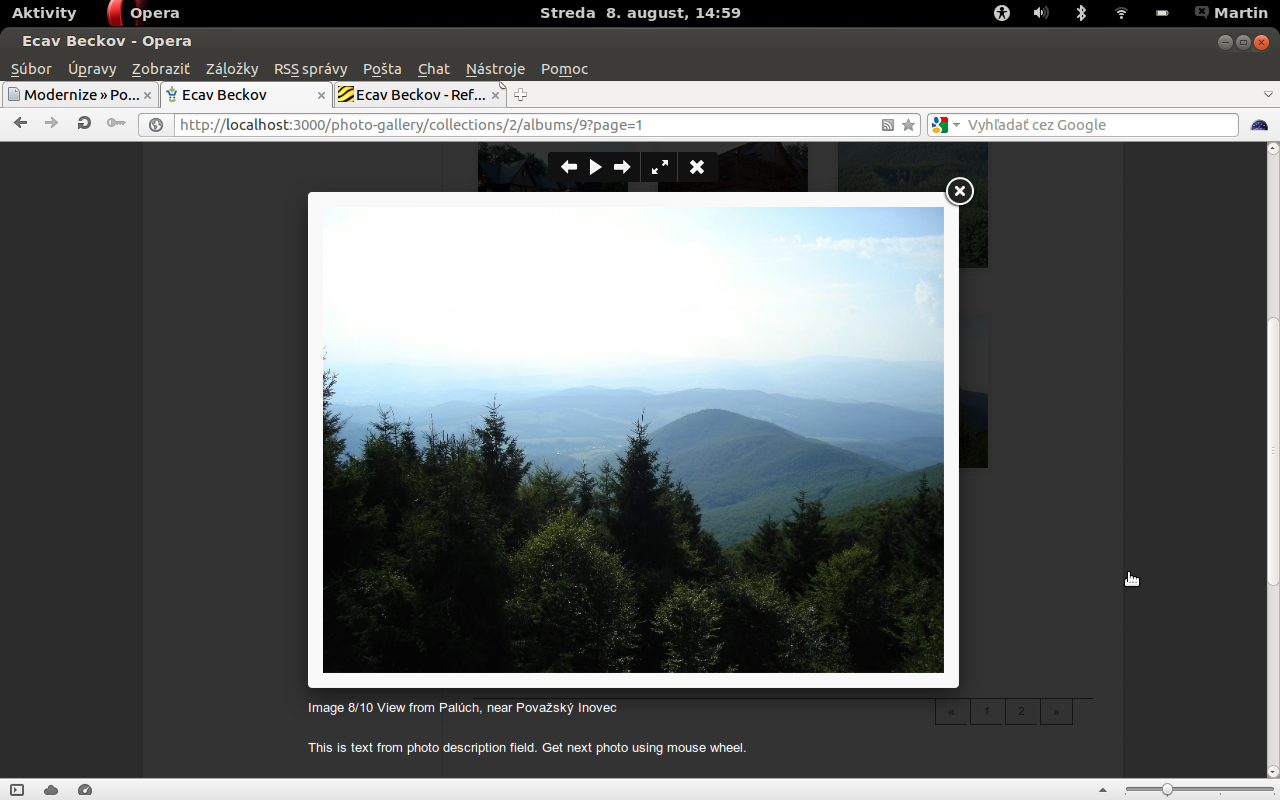 Aktivity Opera Streda 8. august, 14:59 Martin
Ecav Beckov - Opera
Súbor Úpravy Zobraziť Záložky RSS správy Pošta Chat Nástroje Pomoc
Modernize » Po... Ecav Beckov Ecav Beckov - Ref...
http://localhost:3000/photo-gallery/collections/2/albums/9?page=1 Vyhľadať cez Google
Image 8/10 View from Palúch, near Považský Inovec
« 1 2 »
This is text from photo description field. Get next photo using mouse wheel.